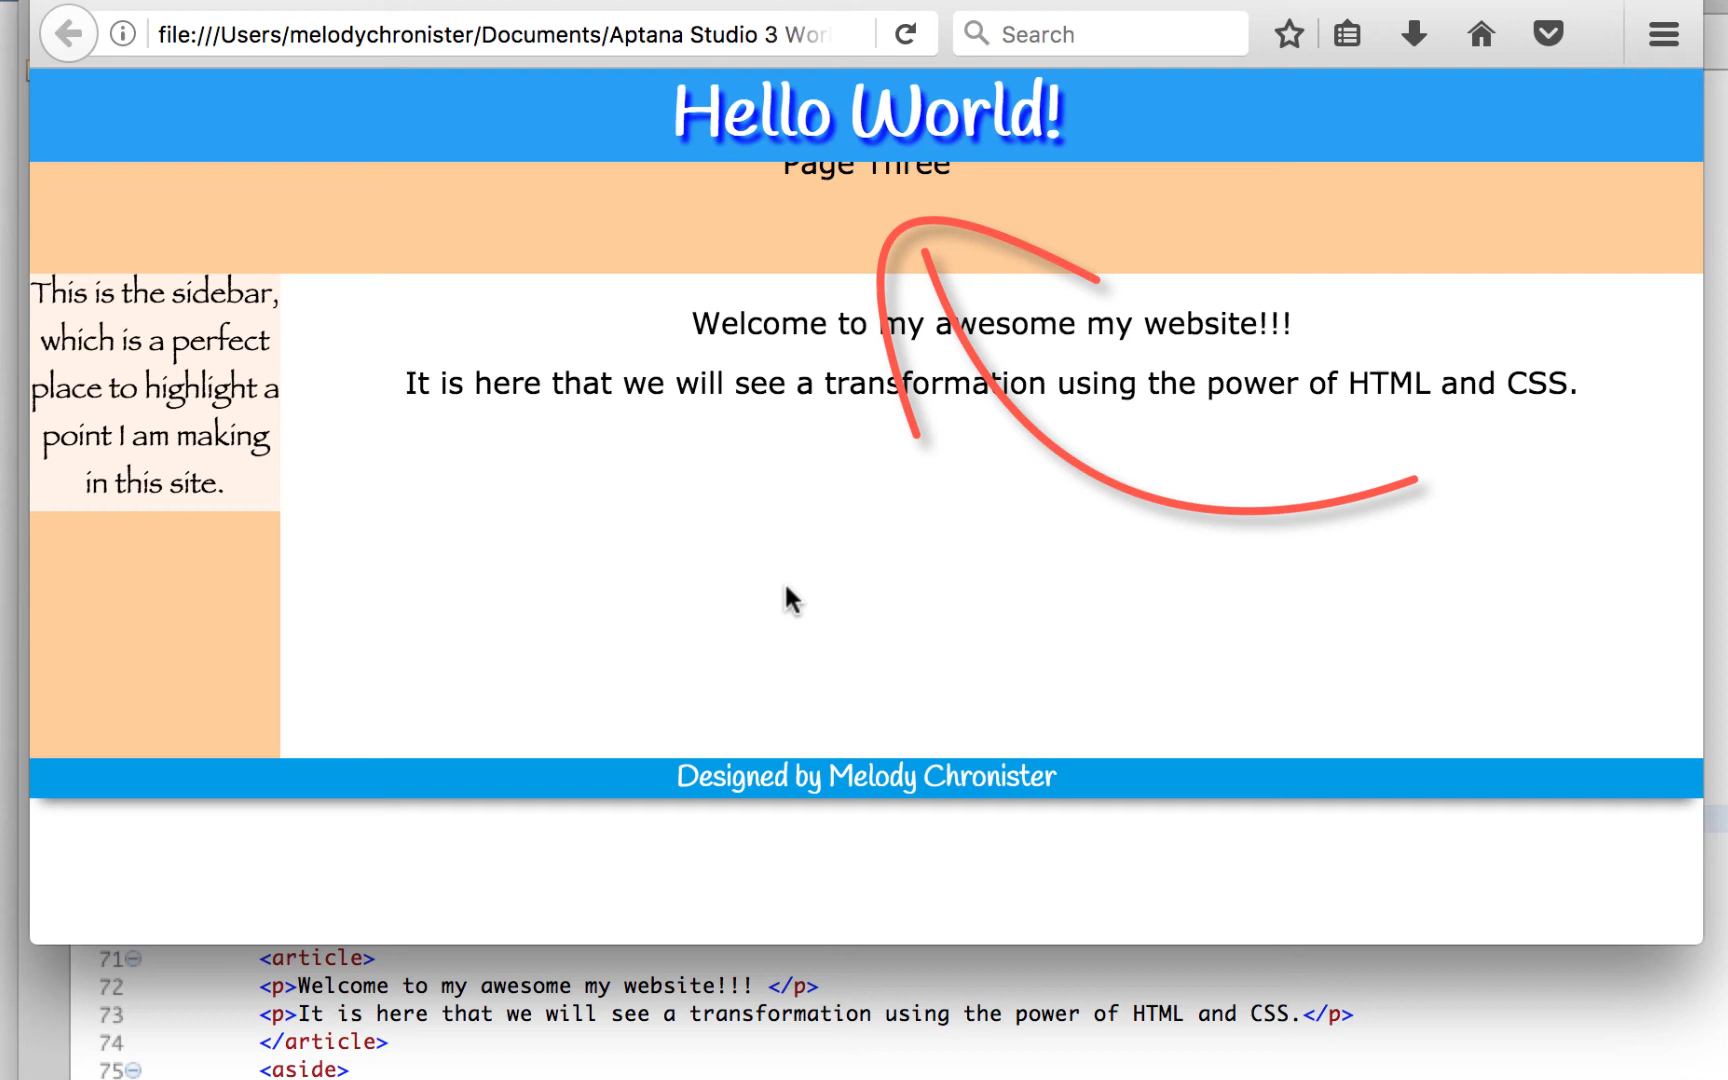 file:///Users/melodychronister/Documents/Aptana Studio 3 Wor
Search
Hello World!
Page Three
This is the sidebar,
which is a perfect
place to highlight a
point I am making
in this site.
Welcome to my awesome my website!!!
It is here that we will see a transformation using the power of HTML and CSS.
Designed by Melody Chronister
71 <article>
72 <p>Welcome to my awesome my website!!! </p>
73 <p>It is here that we will see a transformation using the power of HTML and CSS.</p>
74 </article>
75 <aside>